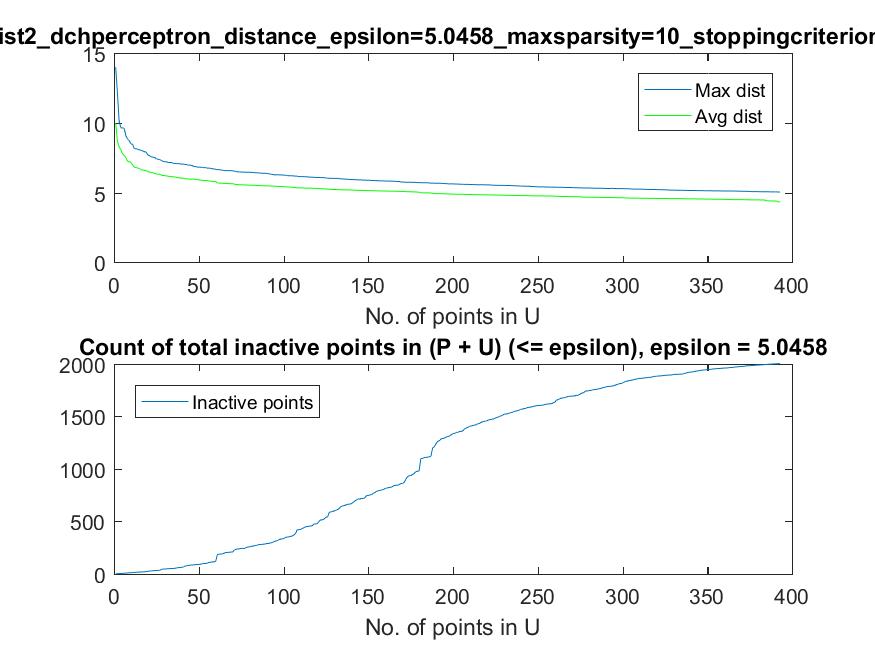 ist2_dchperceptron_distance_epsilon=5.0458_maxsparsity=10_stoppingcriterion
15
10
5
0
Max dist
Avg dist
0 50 100 150 200 250 300 350 400
No. of points in U
Count of total inactive points in (P + U) (<= epsilon), epsilon = 5.0458
2000
1500
1000
500
0
Inactive points
0 50 100 150 200 250 300 350 400
No. of points in U